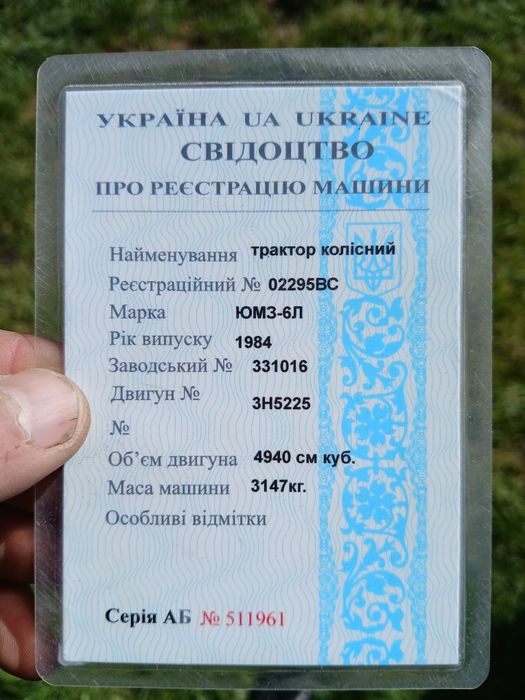 УКРАЇНА UA UKRAINE
СВІДОЦТВО
ПРО РЕЄСТРАЦІЮ МАШИНИ
Найменування трактор колісний
Реєстраційний № 02295ВС
Марка ЮМЗ-6Л
Рік випуску 1984
Заводський № 331016
Двигун № 3Н5225
№
Об’єм двигуна 4940 см куб.
Маса машини 3147кг.
Особливі відмітки
Серія АБ № 511961